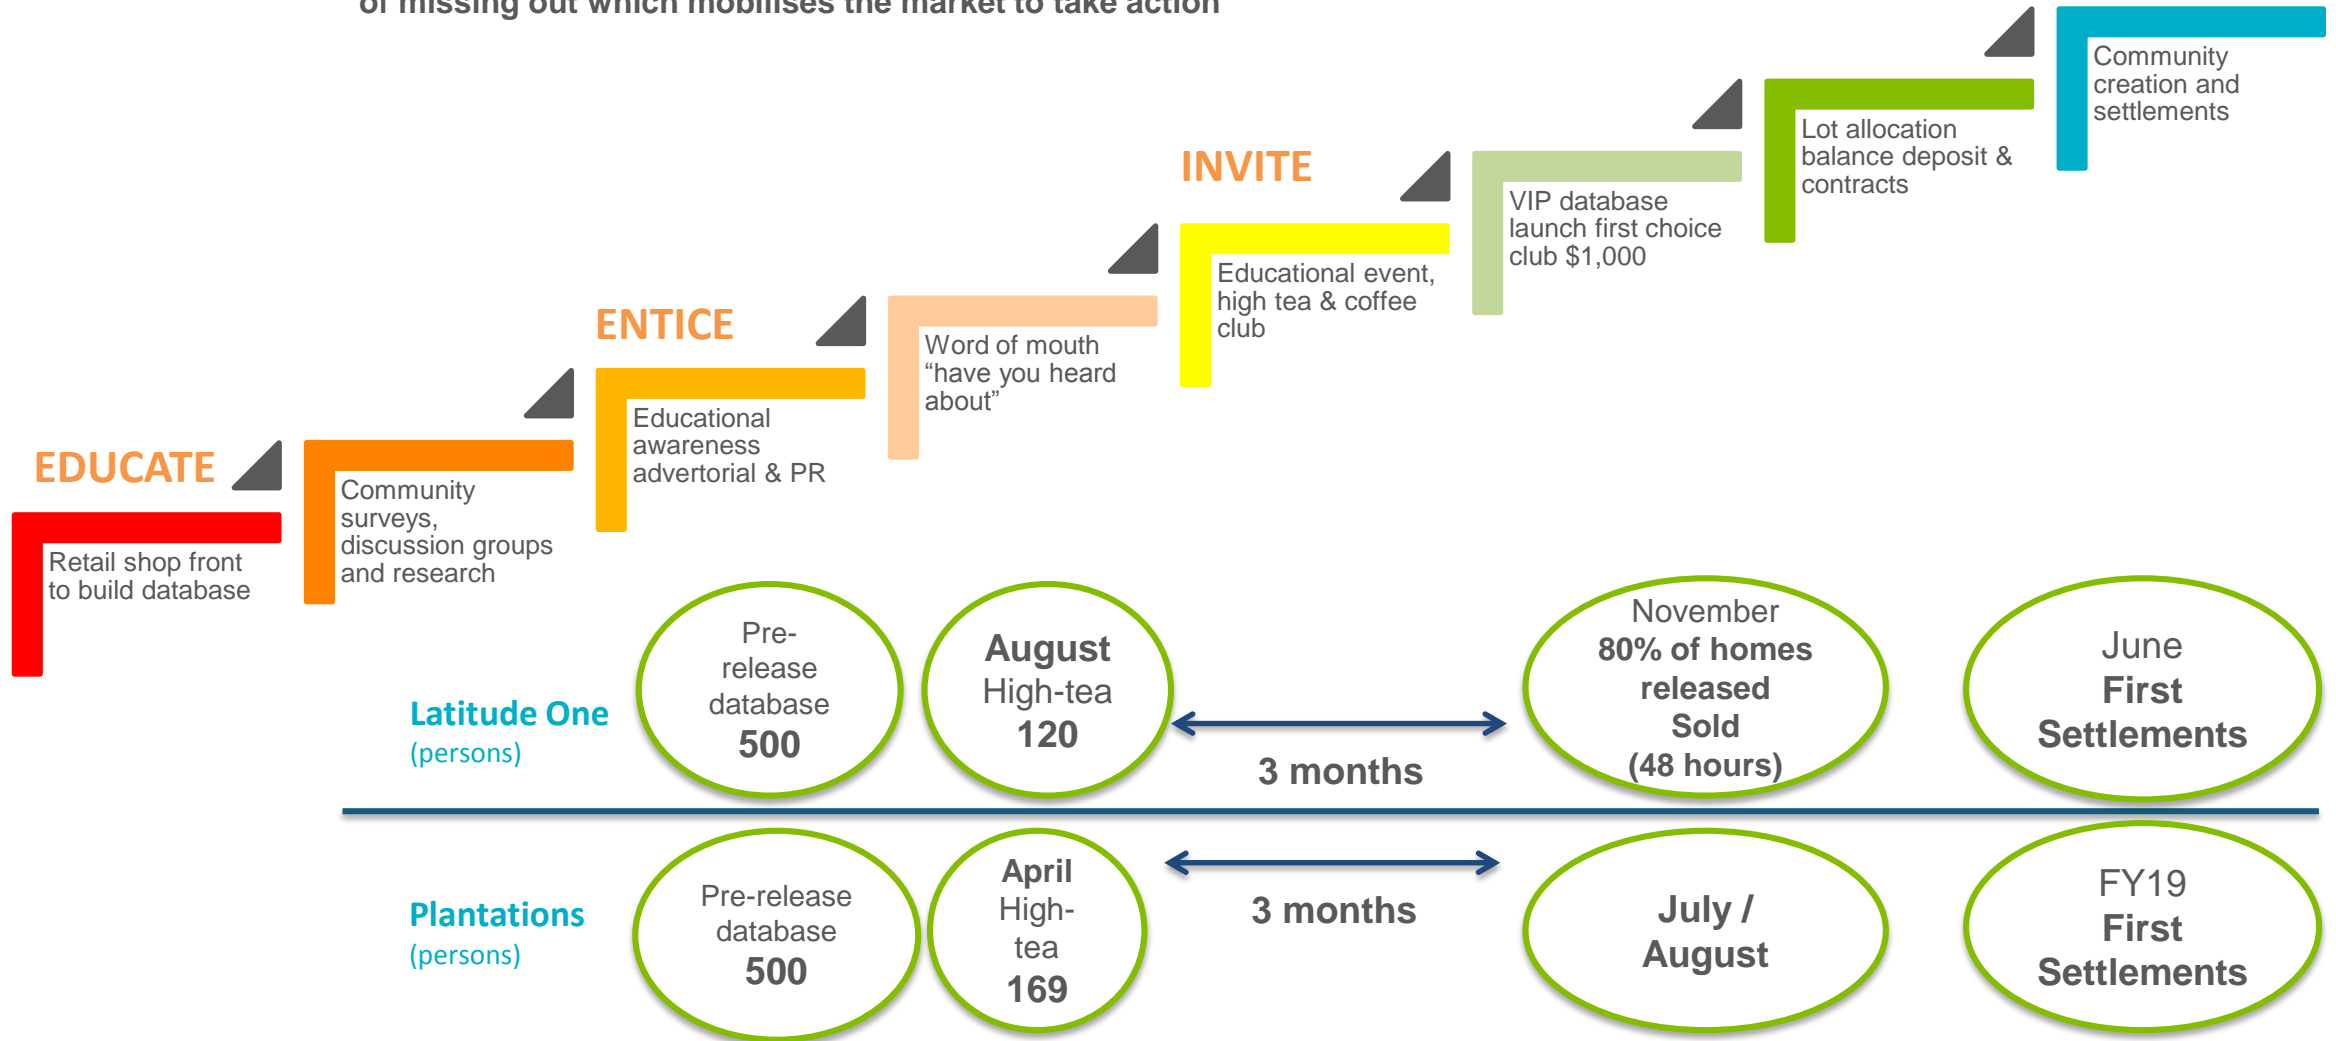 of missing out which mobilises the market to take action
EDUCATE
Retail shop front
to build database
Community
surveys,
discussion groups
and research
ENTICE
Educational
awareness
advertorial & PR
Word of mouth
“have you heard
about”
INVITE
Educational event,
high tea & coffee
club
VIP database
launch first choice
club $1,000
Lot allocation
balance deposit &
contracts
Community
creation and
settlements
Latitude One
(persons)
Pre-
release
database
500
August
High-tea
120
3 months
November
80% of homes
released
Sold
(48 hours)
June
First
Settlements
Plantations
(persons)
Pre-release
database
500
April
High-
tea
169
3 months
July /
August
FY19
First
Settlements